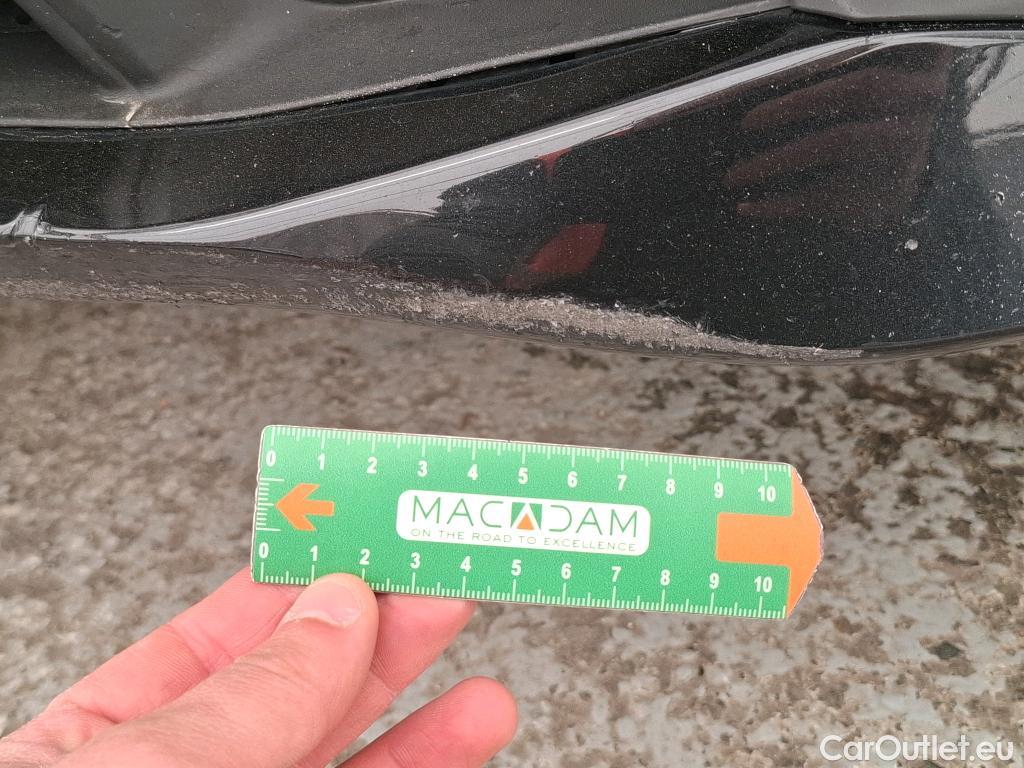 0 1 2 3 4 5 6 7 8 9 10
MACADAM
ON THE ROAD TO EXCELLENCE
0 1 2 3 4 5 6 7 8 9 10
CarOutlet.eu